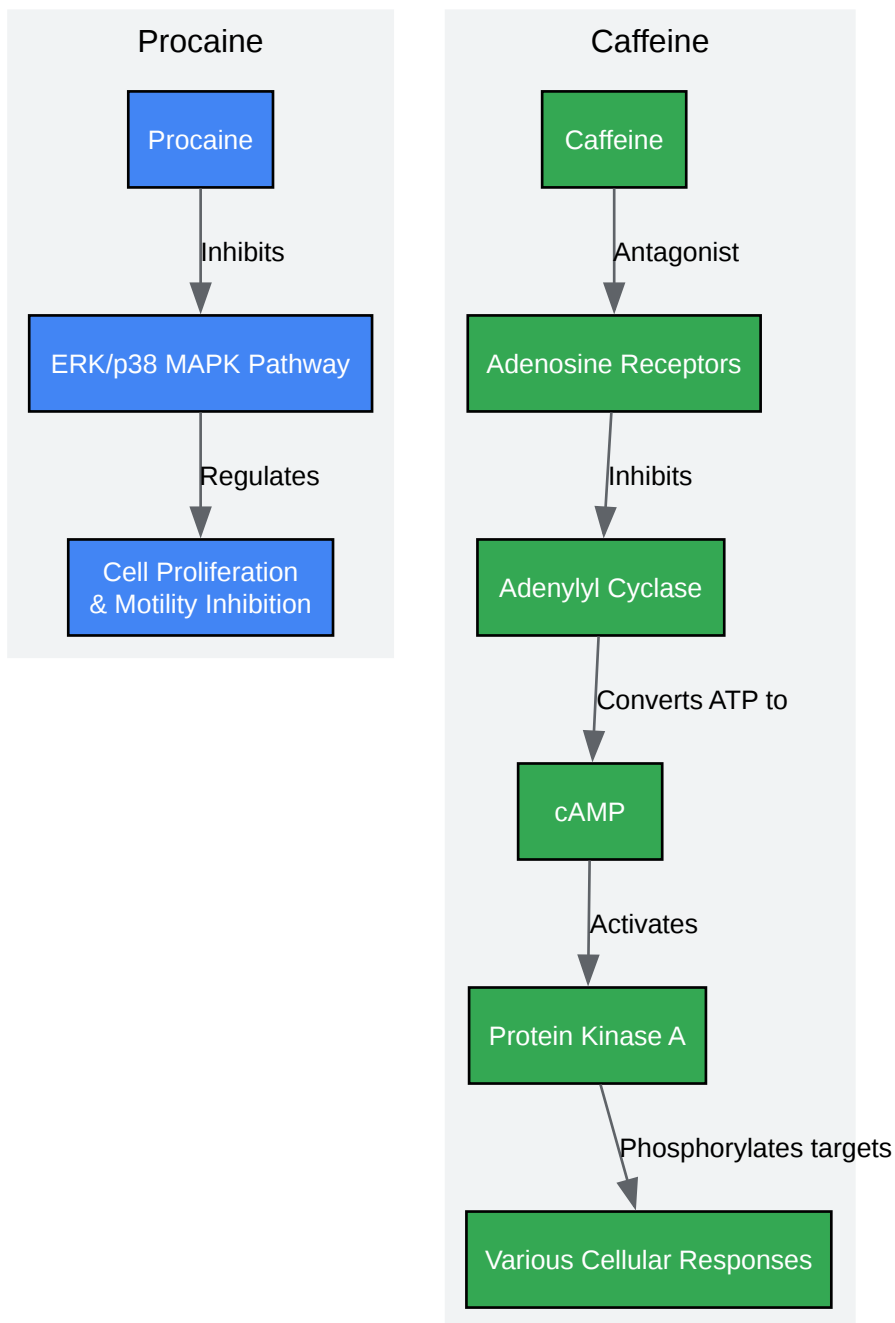 Procaine
Procaine
Inhibits
ERK/p38 MAPK Pathway
Regulates
Cell Proliferation
& Motility Inhibition
Caffeine
Caffeine
Antagonist
Adenosine Receptors
Inhibits
Adenylyl Cyclase
Converts ATP to
cAMP
Activates
Protein Kinase A
Phosphorylates targets
Various Cellular Responses